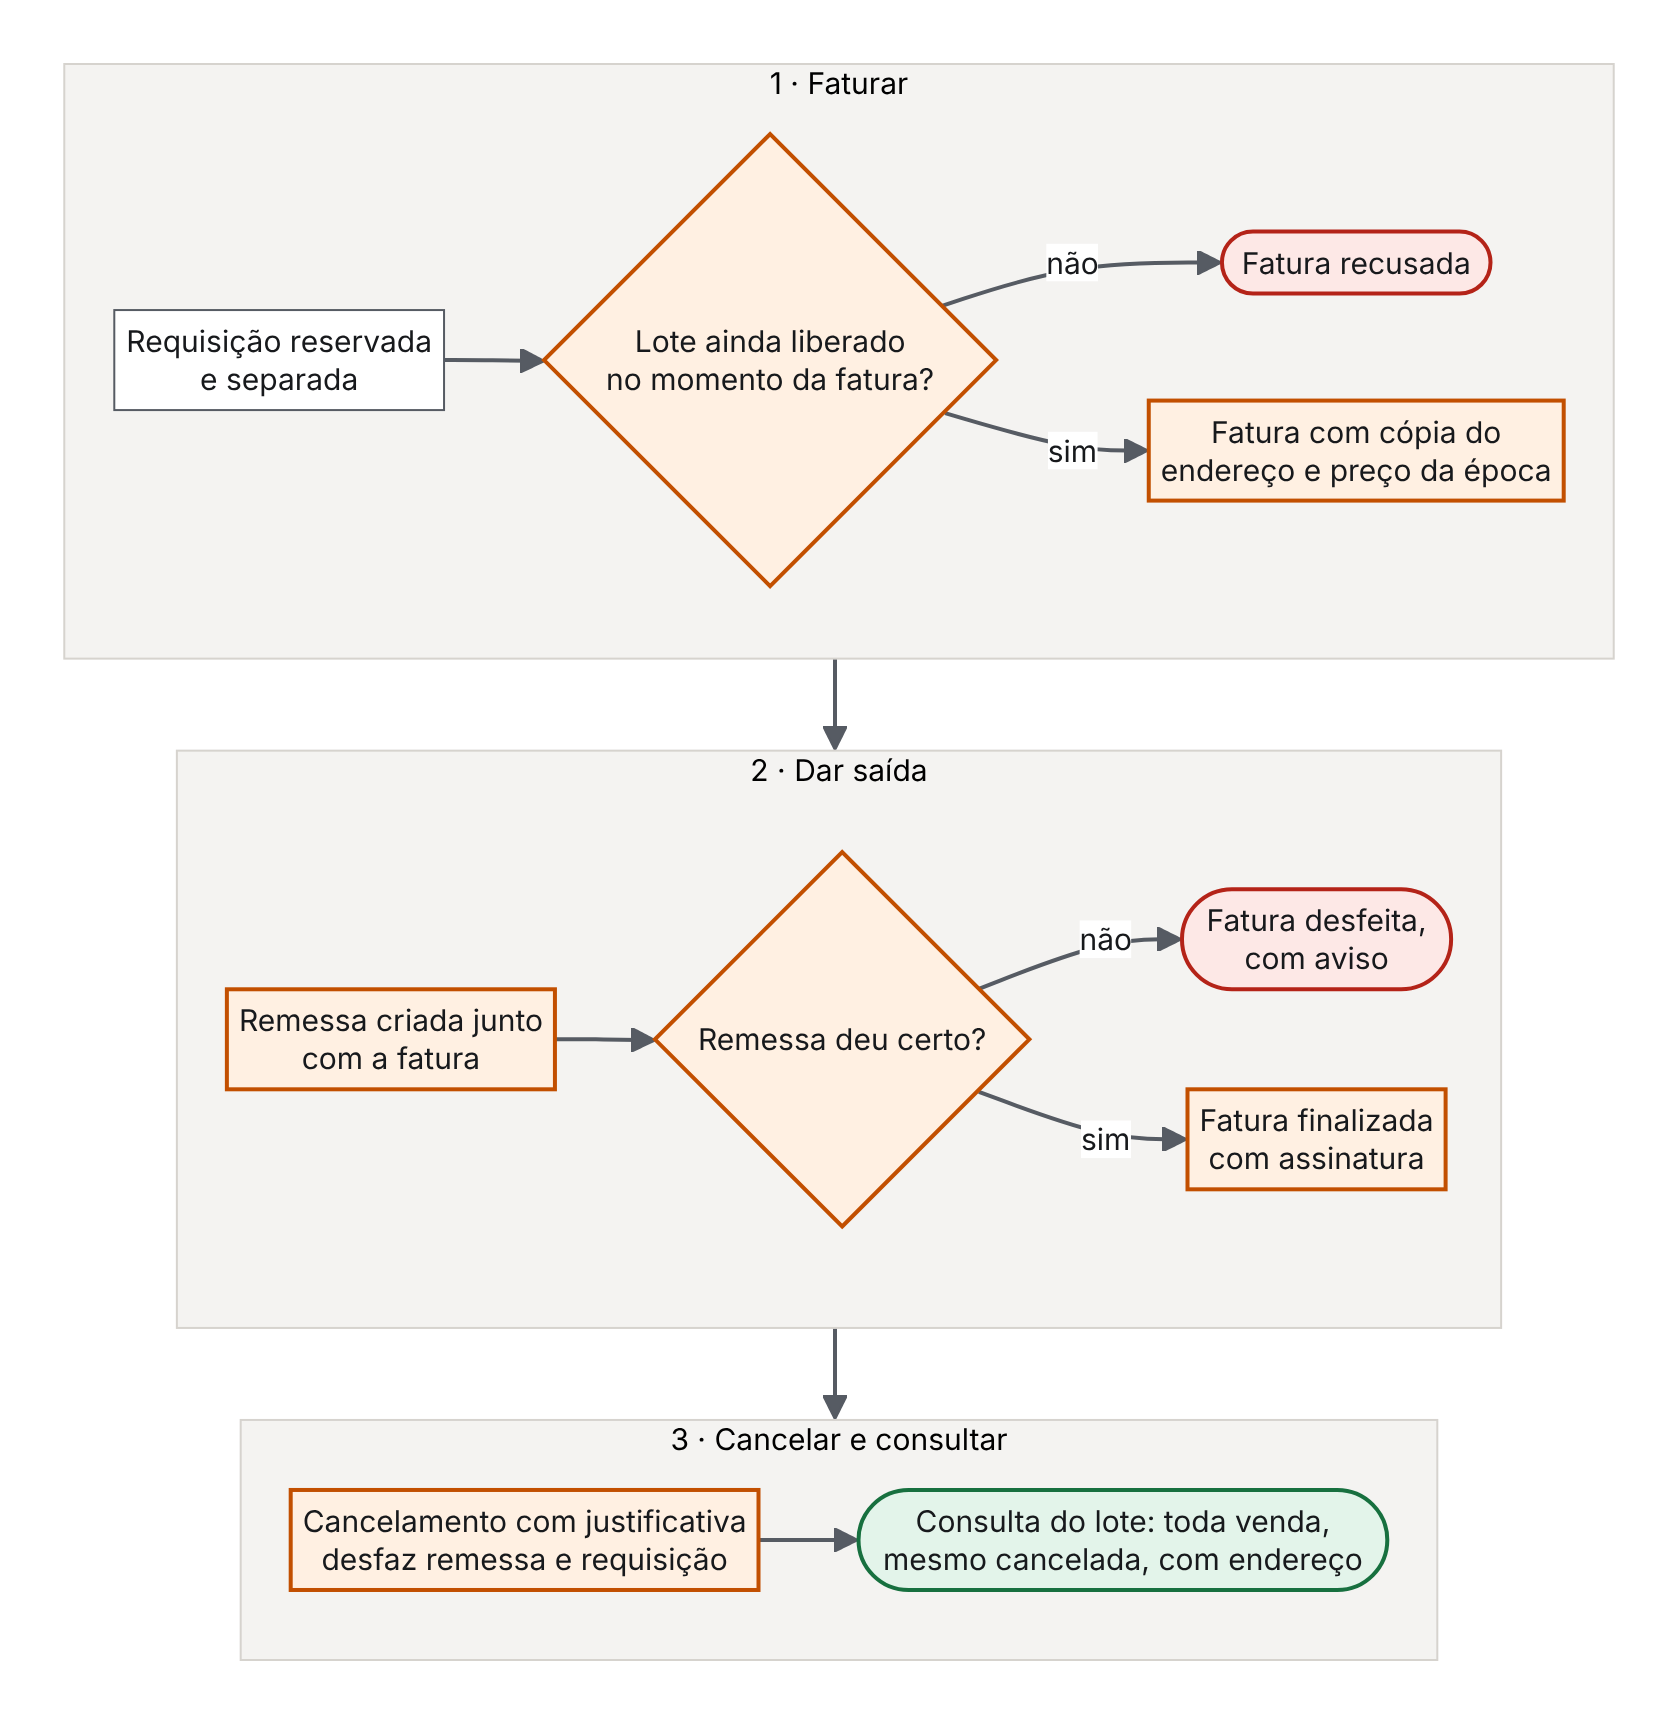 1 · Faturar
Requisição reservada
e separada
Lote ainda liberado
no momento da fatura?
não
Fatura recusada
sim
Fatura com cópia do
endereço e preço da época
2 · Dar saída
Remessa criada junto
com a fatura
Remessa deu certo?
não
Fatura desfeita,
com aviso
sim
Fatura finalizada
com assinatura
3 · Cancelar e consultar
Cancelamento com justificativa
desfaz remessa e requisição
Consulta do lote: toda venda,
mesmo cancelada, com endereço